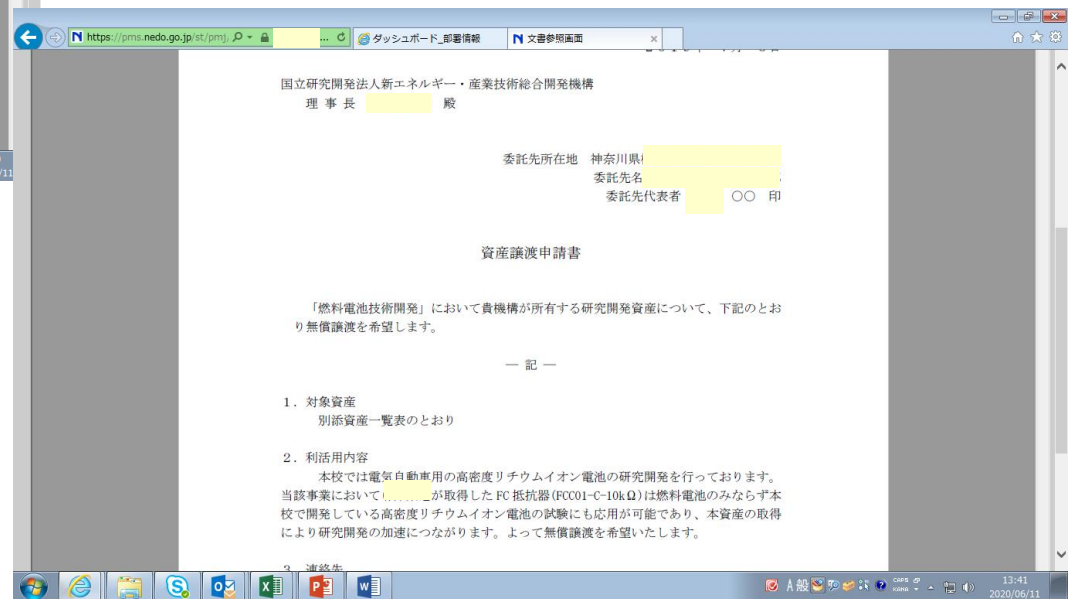 https://pms.nedo.go.jp/st/pmj,
...
ダッシュボード_部署情報
文書参照画面
国立研究開発法人新エネルギー・産業技術総合開発機構
理 事 長 殿
委託先所在地 神奈川県
委託先名
委託先代表者 ○○ 印
資産譲渡申請書
「燃料電池技術開発」において貴機構が所有する研究開発資産について、下記のとお
り無償譲渡を希望します。
― 記 ―
1. 対象資産
別添資産一覧表のとおり
2. 利活用内容
本校では電気自動車用の高密度リチウムイオン電池の研究開発を行っております。
当該事業において が取得した FC 抵抗器(FCC01-C-10kΩ)は燃料電池のみならず本
校で開発している高密度リチウムイオン電池の試験にも応用が可能であり、本資産の取得
により研究開発の加速につながります。よって無償譲渡を希望いたします。
3. 連絡先
A 般
CAPS
KANA
13:41
2020/06/11